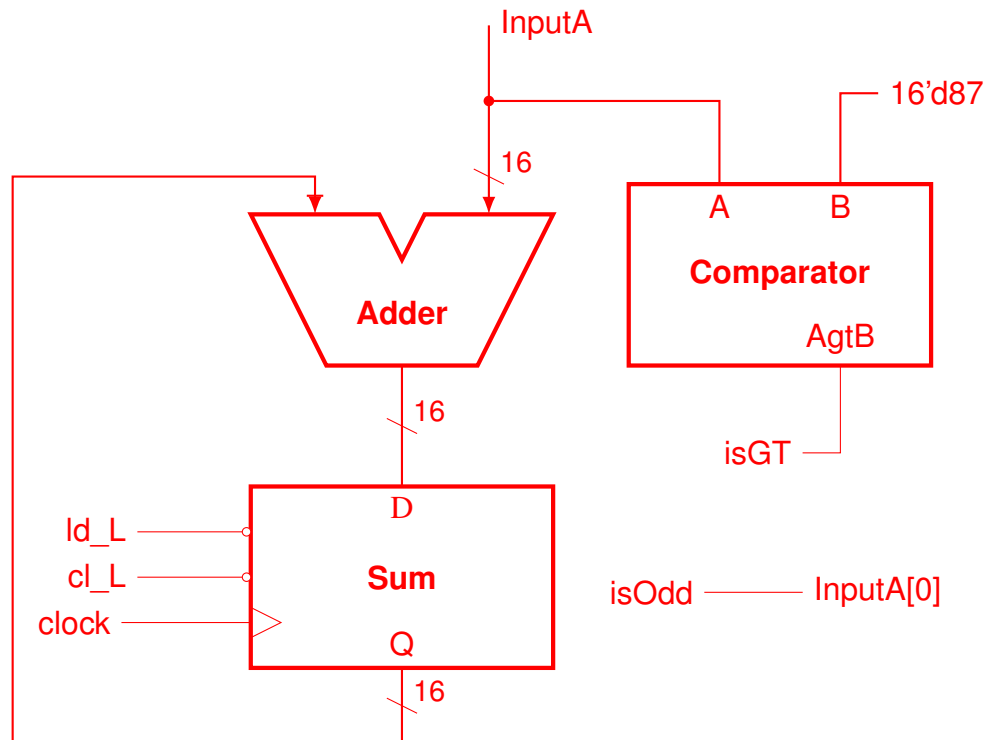 InputA
16'd87
16
A
B
Comparator
Adder
AgtB
16
isGT
D
ld_L
cl_L
Sum
isOdd
InputA[0]
clock
Q
16